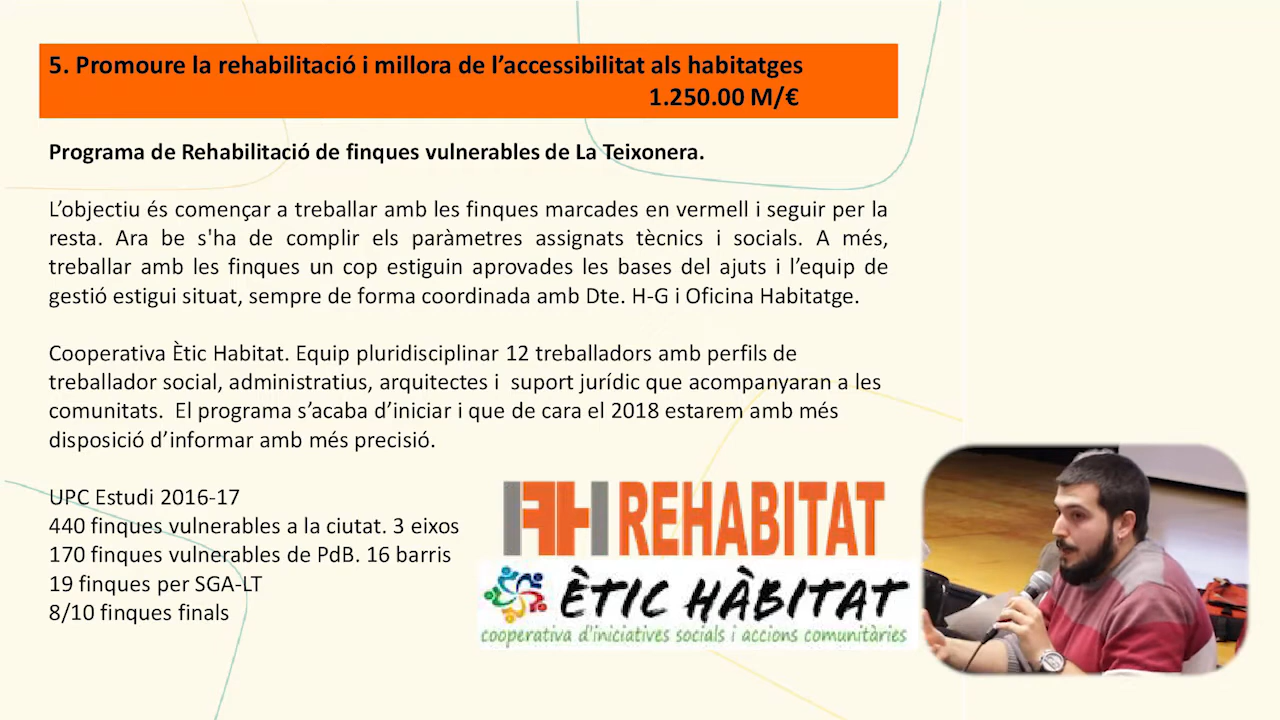 5. Promoure la rehabilitació i millora de l’accessibilitat als habitatges
1.250.00 M/€
Programa de Rehabilitació de finques vulnerables de La Teixonera.
L’objectiu és començar a treballar amb les finques marcades en vermell i seguir per la
resta. Ara be s'ha de complir els paràmetres assignats tècnics i socials. A més,
treballar amb les finques un cop estiguin aprovades les bases del ajuts i l’equip de
gestió estigui situat, sempre de forma coordinada amb Dte. H-G i Oficina Habitatge.
Cooperativa Ètic Habitat. Equip pluridisciplinar 12 treballadors amb perfils de
treballador social, administratius, arquitectes i suport jurídic que acompanyaran a les
comunitats. El programa s’acaba d’iniciar i que de cara el 2018 estarem amb més
disposició d’informar amb més precisió.
UPC Estudi 2016-17
440 finques vulnerables a la ciutat. 3 eixos
170 finques vulnerables de PdB. 16 barris
19 finques per SGA-LT
8/10 finques finals
REHABITAT
ÈTIC HÀBITAT
cooperativa d'iniciatives socials i accions comunitàries